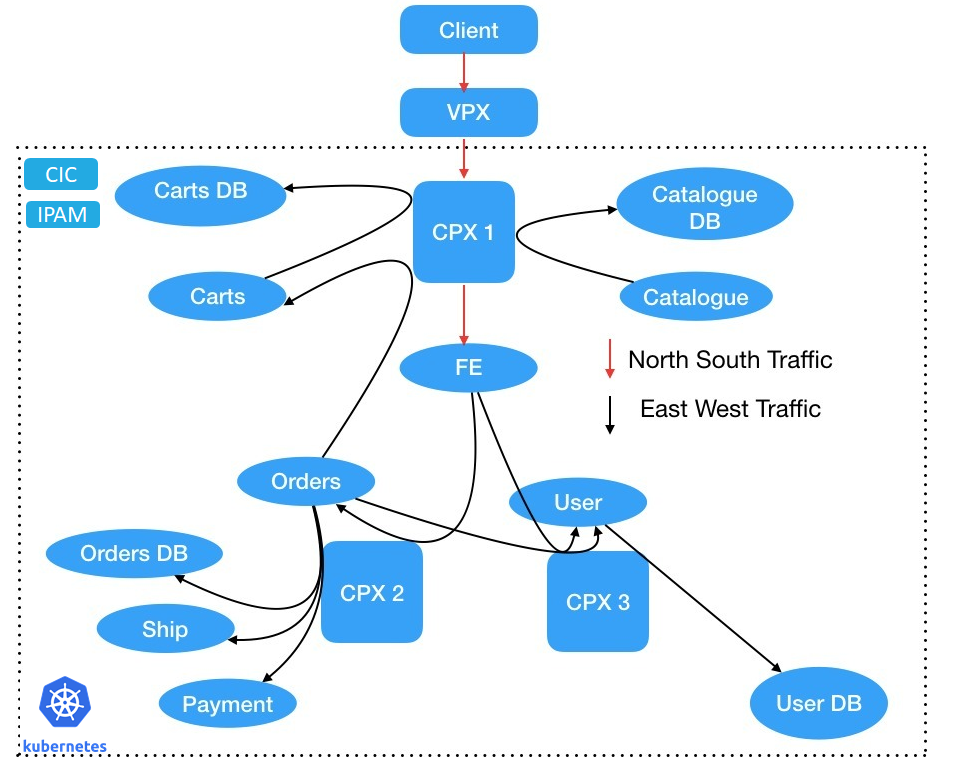 Client
VPX
CIC
IPAM
Carts DB
CPX 1
Catalogue
DB
Carts
Catalogue
FE
North South Traffic
East West Traffic
Orders
User
Orders DB
CPX 2
CPX 3
Ship
Payment
User DB
kubernetes